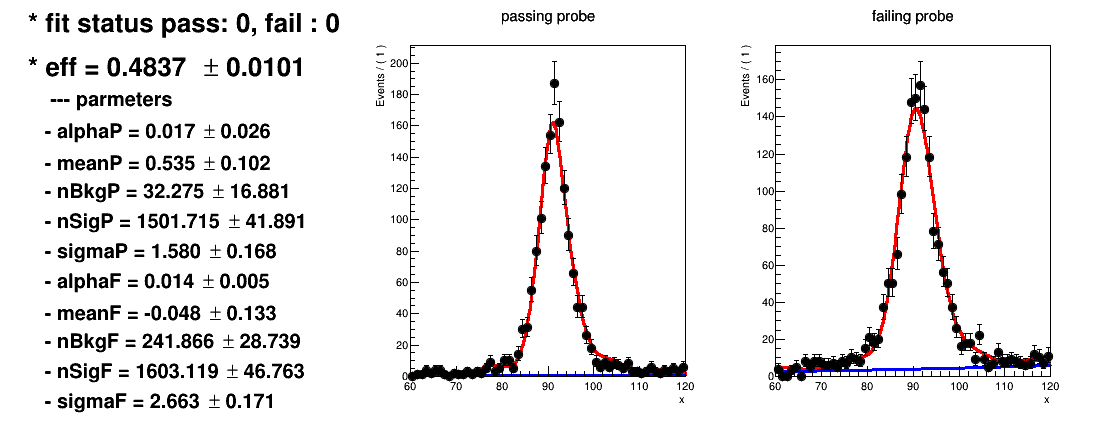 * fit status pass: 0, fail : 0
* eff = 0.4837 ± 0.0101
--- parmeters
- alphaP = 0.017 ± 0.026
- meanP = 0.535 ± 0.102
- nBkgP = 32.275 ± 16.881
- nSigP = 1501.715 ± 41.891
- sigmaP = 1.580 ± 0.168
- alphaF = 0.014 ± 0.005
- meanF = -0.048 ± 0.133
- nBkgF = 241.866 ± 28.739
- nSigF = 1603.119 ± 46.763
- sigmaF = 2.663 ± 0.171
passing probe
Events / ( 1 )
200
180
160
140
120
100
80
60
40
20
0
60 70 80 90 100 110 120
x
failing probe
Events / ( 1 )
160
140
120
100
80
60
40
20
0
60 70 80 90 100 110 120
x